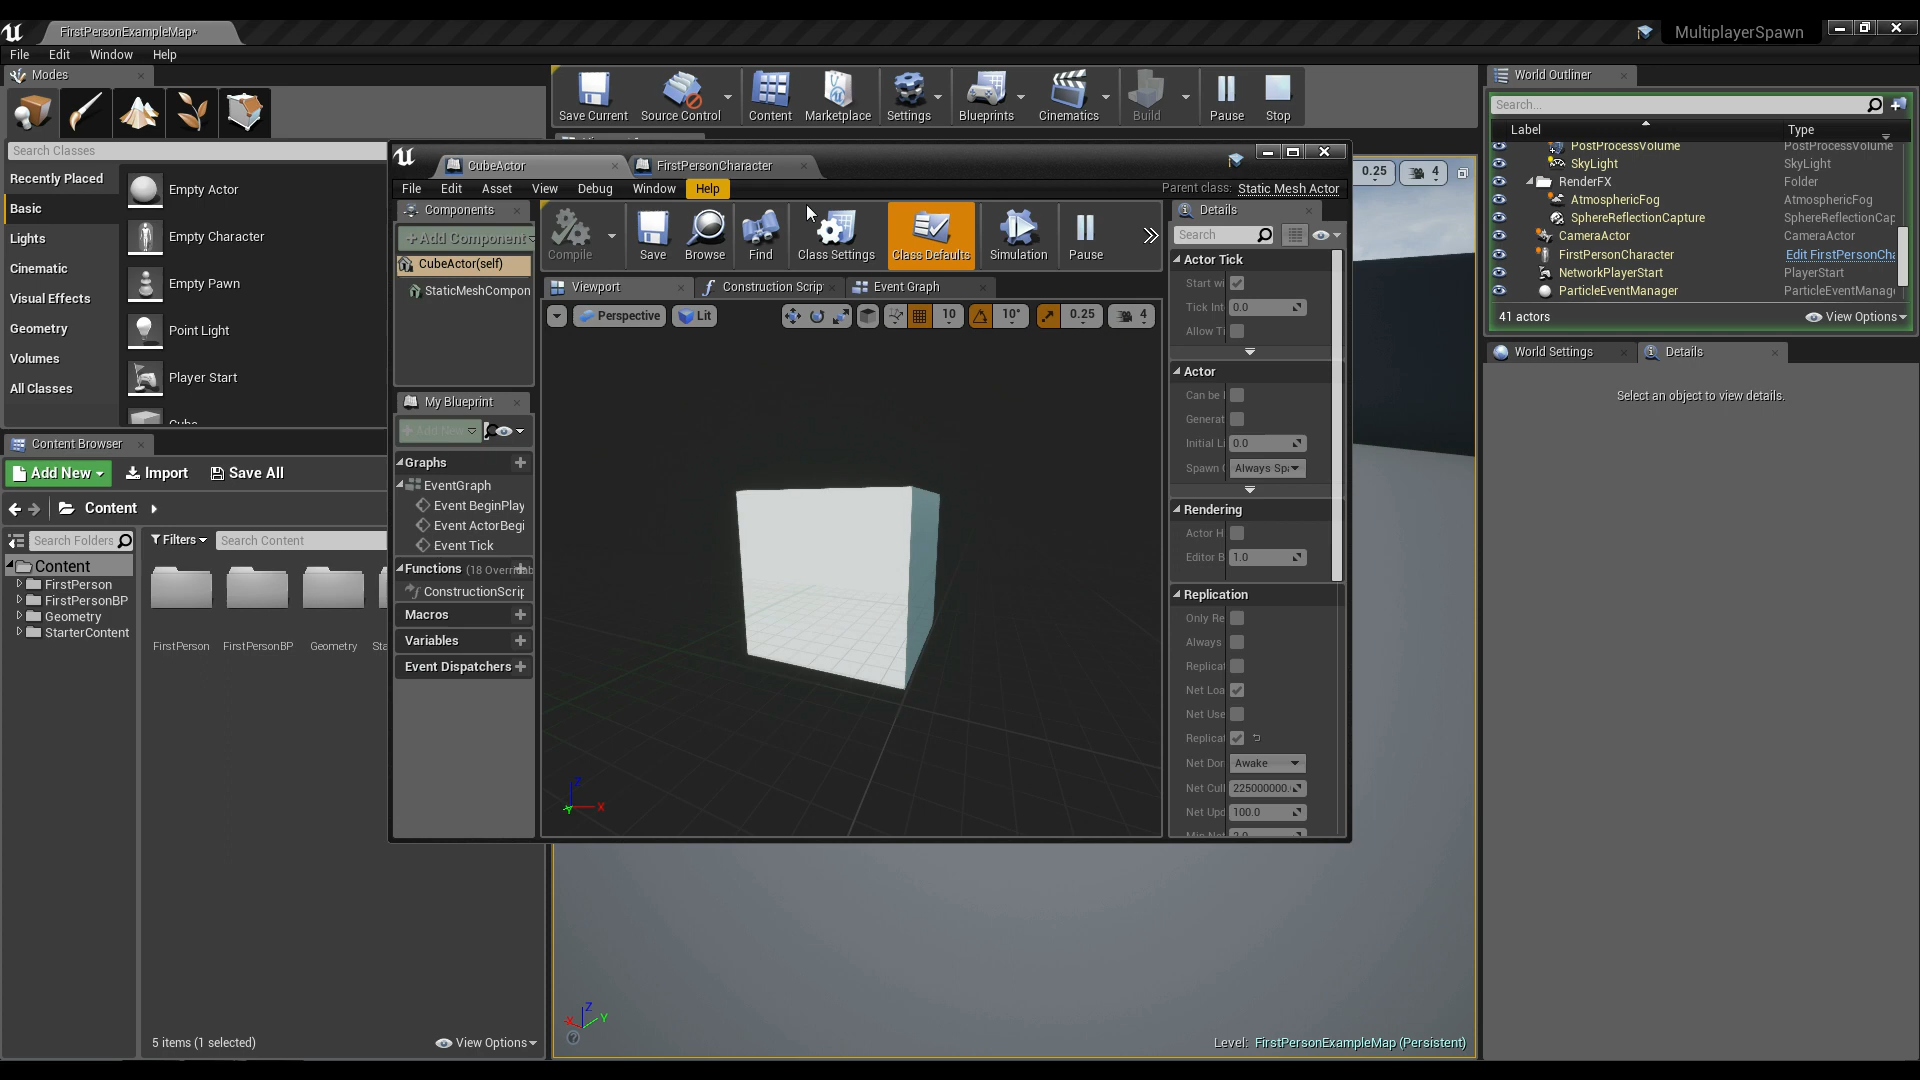 FirstPersonExampleMap*
MultiplayerSpawn
File Edit Window Help
Modes
Search Classes
Recently Placed
Basic
Lights
Cinematic
Visual Effects
Geometry
Volumes
All Classes
Empty Actor
Empty Character
Empty Pawn
Point Light
Player Start
Cube
Save Current
Source Control
Content
Marketplace
Settings
Blueprints
Cinematics
Build
Pause
Stop
Content Browser
Add New
Import
Save All
Content
Search Folders
Filters
Search Content
Content
FirstPerson
FirstPersonBP
Geometry
StarterContent
FirstPerson
FirstPersonBP
Geometry
Sta
5 items (1 selected)
View Options
CubeActor
FirstPersonCharacter
File Edit Asset View Debug Window Help
Parent class: Static Mesh Actor
Components
+Add Component
CubeActor(self)
StaticMeshCompon
My Blueprint
+ Add New
Graphs
EventGraph
Event BeginPlay
Event ActorBegi
Event Tick
Functions (18 Overridab
ConstructionScrip
Macros
Variables
Event Dispatchers
Compile
Save
Browse
Find
Class Settings
Class Defaults
Simulation
Pause
Viewport
Construction Scrip
Event Graph
Perspective
Lit
10
10°
0.25
4
Z
X
Y
Details
Search
Actor Tick
Start wi
Tick Int 0.0
Allow Ti
Actor
Can be
Generat
Initial Li 0.0
Spawn C Always Spa
Rendering
Actor H
Editor B 1.0
Replication
Only Re
Always
Replicat
Net Loa
Net Use
Replicat
Net Dor Awake
Net Cull 225000000.
Net Upd 100.0
Min Net 2.0
0.25
4
Z
X
Y
Level: FirstPersonExampleMap (Persistent)
World Outliner
Search...
Label Type
PostProcessVolume PostProcessVolume
SkyLight SkyLight
RenderFX Folder
AtmosphericFog AtmosphericFog
SphereReflectionCapture SphereReflectionCap
CameraActor CameraActor
FirstPersonCharacter Edit FirstPersonCha
NetworkPlayerStart PlayerStart
ParticleEventManager ParticleEventManage
41 actors
View Options
World Settings
Details
Select an object to view details.